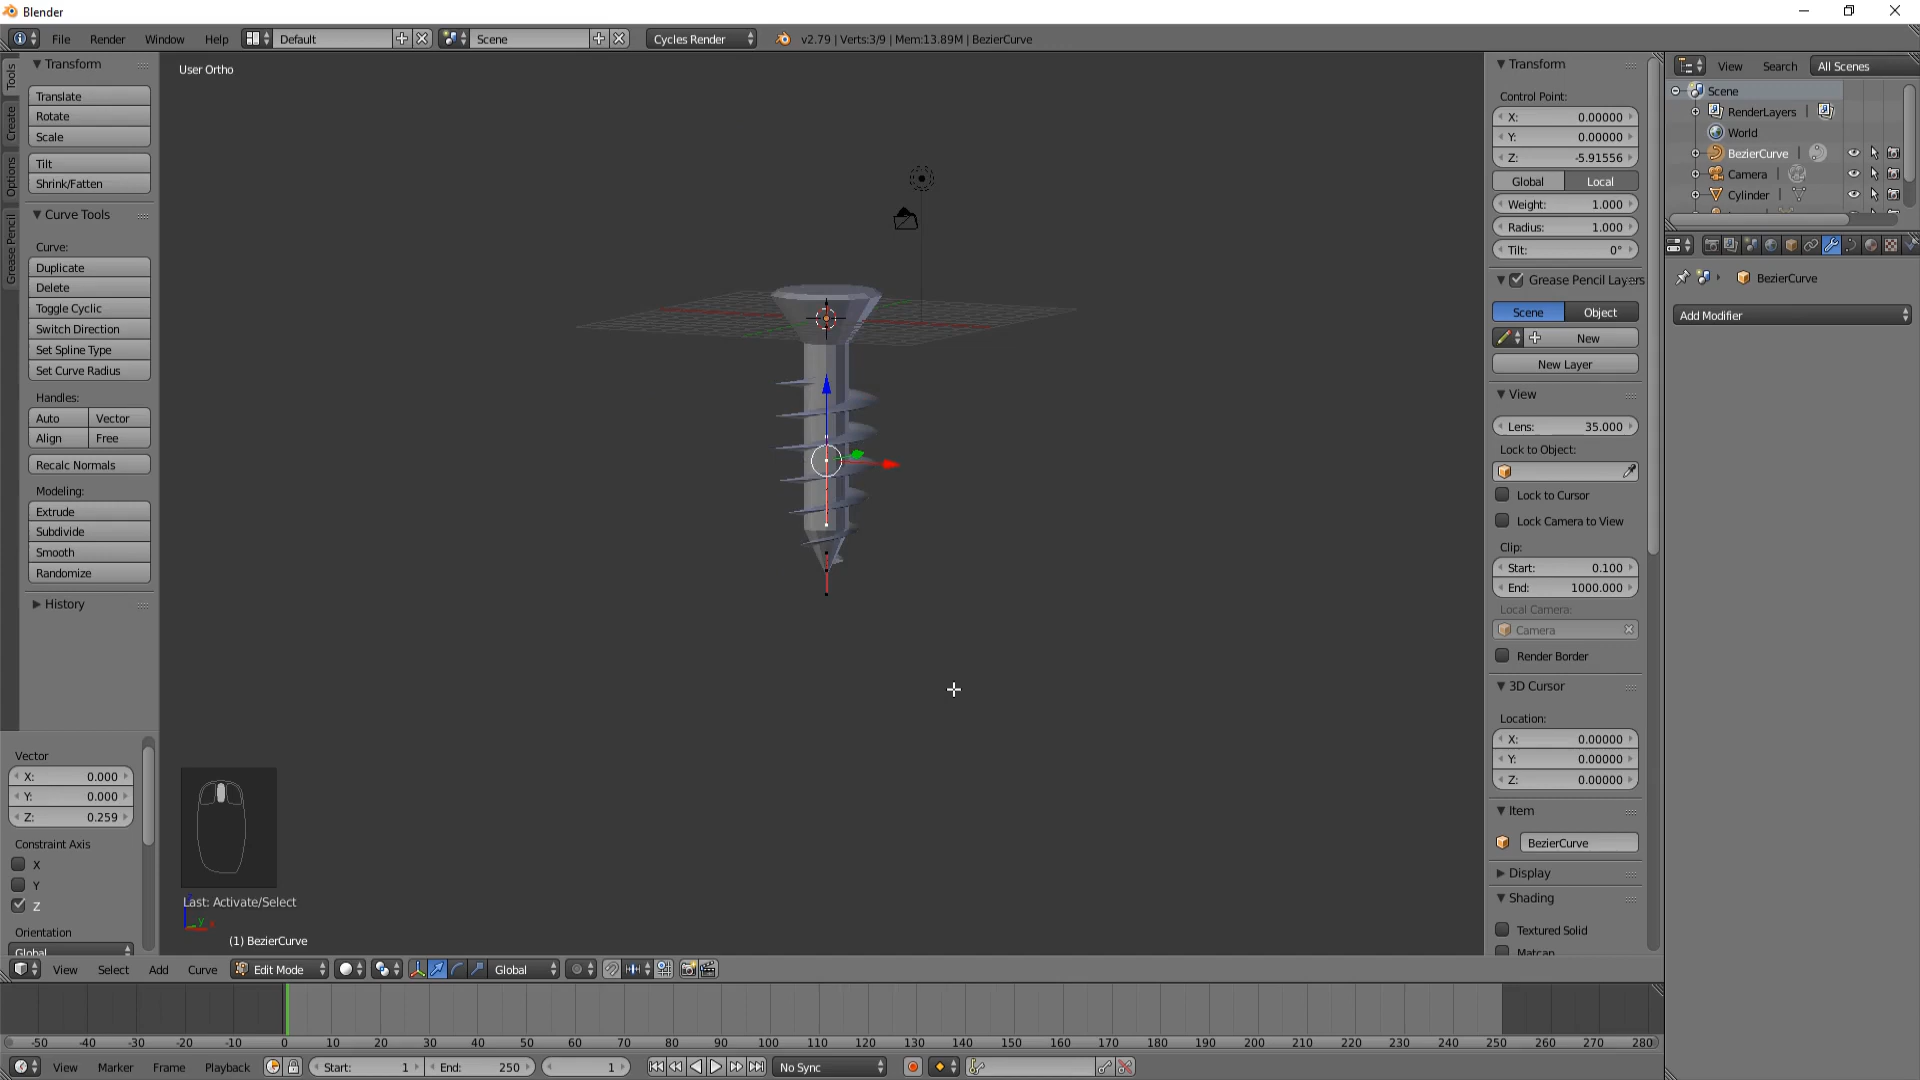 Blender
File Render Window Help Default Scene Cycles Render v2.79 | Verts:3/9 | Mem:13.89M | BezierCurve
Tools
Create
Options
Grease Pencil
Transform
Translate
Rotate
Scale
Tilt
Shrink/Fatten
Curve Tools
Curve:
Duplicate
Delete
Toggle Cyclic
Switch Direction
Set Spline Type
Set Curve Radius
Handles:
Auto Vector
Align Free
Recalc Normals
Modeling:
Extrude
Subdivide
Smooth
Randomize
History
Vector
X: 0.000
Y: 0.000
Z: 0.259
Constraint Axis
X
Y
Z
Orientation
Global
User Ortho
Last: Activate/Select
(1) BezierCurve
Transform
Control Point:
X: 0.00000
Y: 0.00000
Z: -5.91556
Global Local
Weight: 1.000
Radius: 1.000
Tilt: 0°
Grease Pencil Layers
Scene Object
New
New Layer
View
Lens: 35.000
Lock to Object:
Lock to Cursor
Lock Camera to View
Clip:
Start: 0.100
End: 1000.000
Local Camera:
Camera
Render Border
3D Cursor
Location:
X: 0.00000
Y: 0.00000
Z: 0.00000
Item
BezierCurve
Display
Shading
Textured Solid
Matcap
View Search All Scenes
Scene
RenderLayers |
World
BezierCurve |
Camera |
Cylinder |
BezierCurve
Add Modifier
View Select Add Curve Edit Mode Global
-50 -40 -30 -20 -10 0 10 20 30 40 50 60 70 80 90 100 110 120 130 140 150 160 170 180 190 200 210 220 230 240 250 260 270 280
View Marker Frame Playback Start: 1 End: 250 1 No Sync